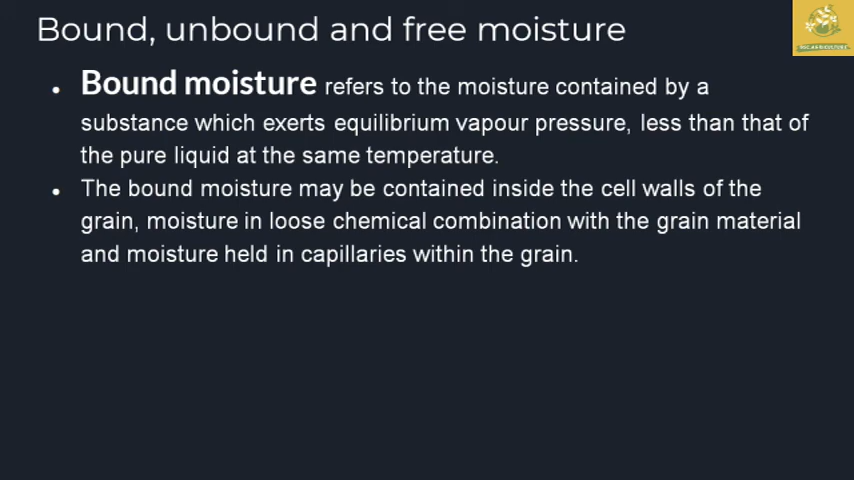 Bound, unbound and free moisture
• Bound moisture refers to the moisture contained by a
substance which exerts equilibrium vapour pressure, less than that of
the pure liquid at the same temperature.
• The bound moisture may be contained inside the cell walls of the
grain, moisture in loose chemical combination with the grain material
and moisture held in capillaries within the grain.